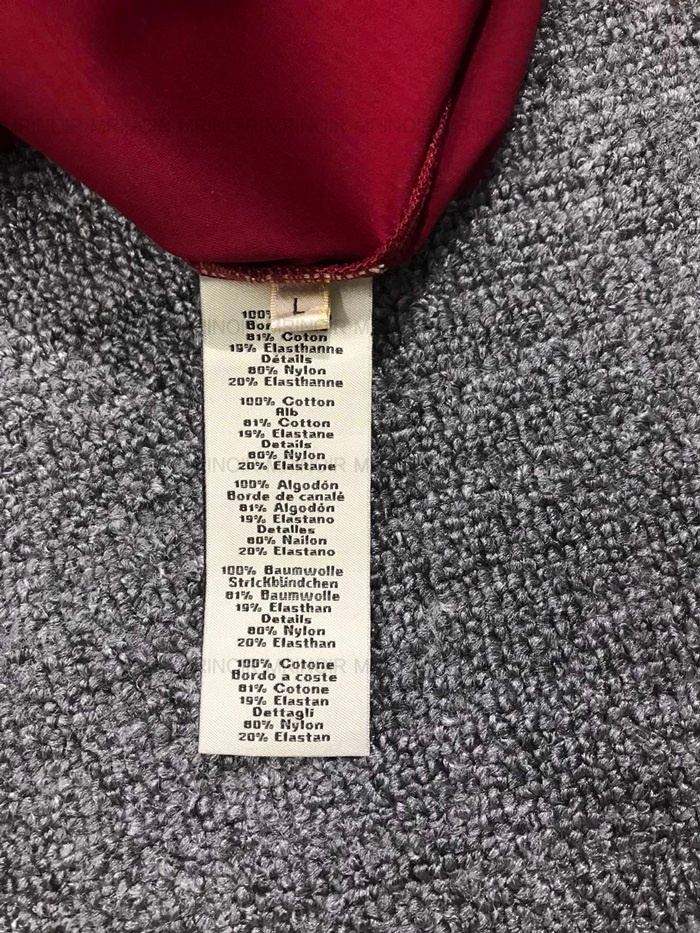 L
100%
Bor
81% Coton
19% Elasthanne
Détails
80% Nylon
20% Elasthanne
100% Cotton
Rib
81% Cotton
19% Elastane
Details
80% Nylon
20% Elastane
100% Algodón
Borde de canalé
81% Algodón
19% Elastano
Detalles
80% Nailon
20% Elastano
100% Baumwolle
Strickbündchen
81% Baumwolle
19% Elasthan
Details
80% Nylon
20% Elasthan
100% Cotone
Bordo a coste
81% Cotone
19% Elastan
Dettagli
80% Nylon
20% Elastan